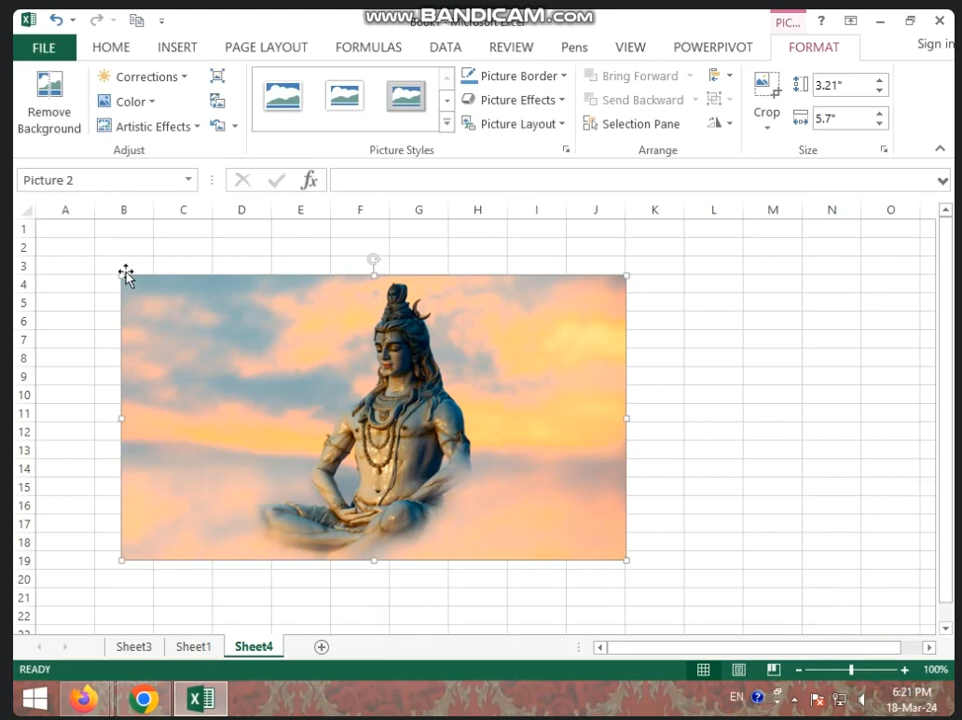 www.BANDICAM.com
PIC...
FILE HOME INSERT PAGE LAYOUT FORMULAS DATA REVIEW Pens VIEW POWERPIVOT FORMAT Sign in
Remove Background
Corrections
Color
Artistic Effects
Adjust
Picture Styles
Picture Border
Picture Effects
Picture Layout
Bring Forward
Send Backward
Selection Pane
Arrange
Crop
3.21"
5.7"
Size
Picture 2 fx
A B C D E F G H I J K L M N O
1
2
3
4
5
6
7
8
9
10
11
12
13
14
15
16
17
18
19
20
21
22
Sheet3 Sheet1 Sheet4
READY 100%
EN 6:21 PM
18-Mar-24